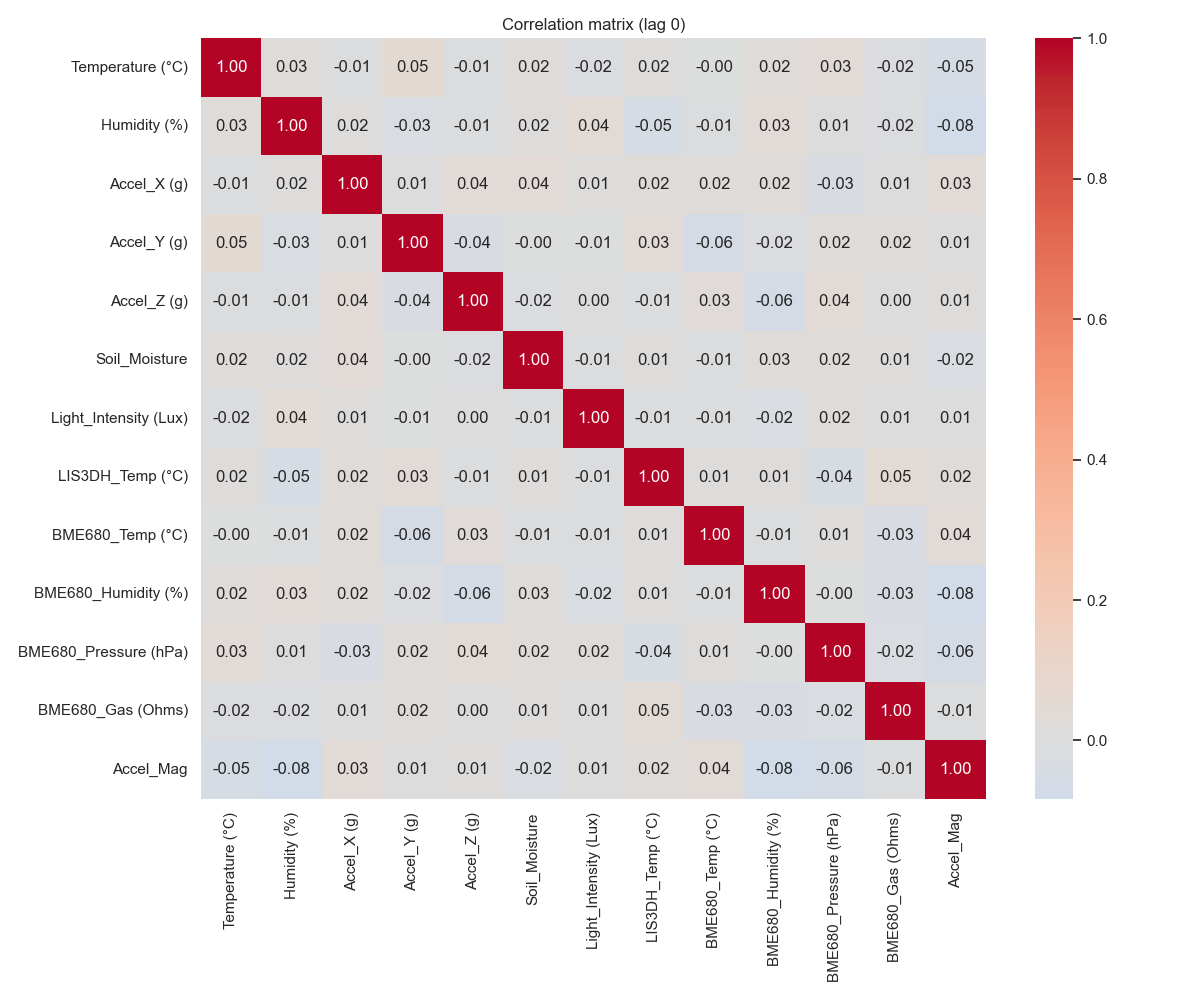 Correlation matrix (lag 0)
Temperature (°C) 1.00 0.03 -0.01 0.05 -0.01 0.02 -0.02 0.02 -0.00 0.02 0.03 -0.02 -0.05
Humidity (%) 0.03 1.00 0.02 -0.03 -0.01 0.02 0.04 -0.05 -0.01 0.03 0.01 -0.02 -0.08
Accel_X (g) -0.01 0.02 1.00 0.01 0.04 0.04 0.01 0.02 0.02 0.02 -0.03 0.01 0.03
Accel_Y (g) 0.05 -0.03 0.01 1.00 -0.04 -0.00 -0.01 0.03 -0.06 -0.02 0.02 0.02 0.01
Accel_Z (g) -0.01 -0.01 0.04 -0.04 1.00 -0.02 0.00 -0.01 0.03 -0.06 0.04 0.00 0.01
Soil_Moisture 0.02 0.02 0.04 -0.00 -0.02 1.00 -0.01 0.01 -0.01 0.03 0.02 0.01 -0.02
Light_Intensity (Lux) -0.02 0.04 0.01 -0.01 0.00 -0.01 1.00 -0.01 -0.01 -0.02 0.02 0.01 0.01
LIS3DH_Temp (°C) 0.02 -0.05 0.02 0.03 -0.01 0.01 -0.01 1.00 0.01 0.01 -0.04 0.05 0.02
BME680_Temp (°C) -0.00 -0.01 0.02 -0.06 0.03 -0.01 -0.01 0.01 1.00 -0.01 0.01 -0.03 0.04
BME680_Humidity (%) 0.02 0.03 0.02 -0.02 -0.06 0.03 -0.02 0.01 -0.01 1.00 -0.00 -0.03 -0.08
BME680_Pressure (hPa) 0.03 0.01 -0.03 0.02 0.04 0.02 0.02 -0.04 0.01 -0.00 1.00 -0.02 -0.06
BME680_Gas (Ohms) -0.02 -0.02 0.01 0.02 0.00 0.01 0.01 0.05 -0.03 -0.03 -0.02 1.00 -0.01
Accel_Mag -0.05 -0.08 0.03 0.01 0.01 -0.02 0.01 0.02 0.04 -0.08 -0.06 -0.01 1.00
Temperature (°C)
Humidity (%)
Accel_X (g)
Accel_Y (g)
Accel_Z (g)
Soil_Moisture
Light_Intensity (Lux)
LIS3DH_Temp (°C)
BME680_Temp (°C)
BME680_Humidity (%)
BME680_Pressure (hPa)
BME680_Gas (Ohms)
Accel_Mag
1.0
0.8
0.6
0.4
0.2
0.0